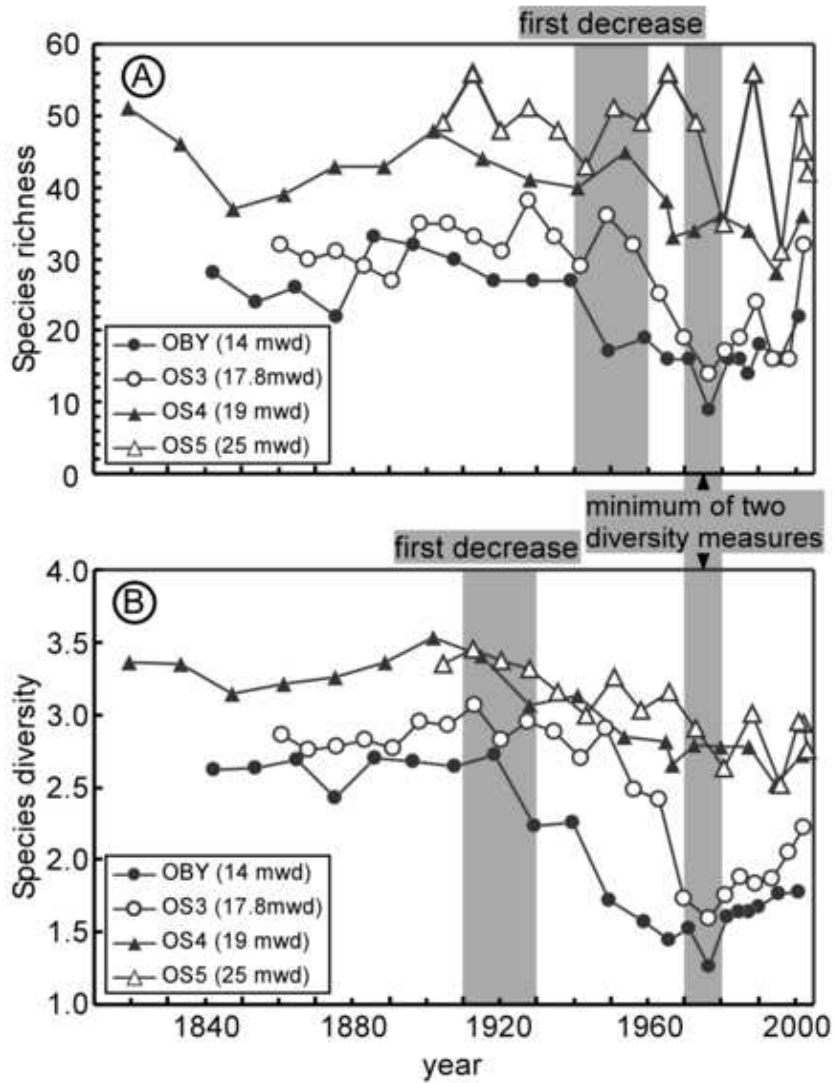 first decrease
A
60
50
40
30
20
10
0
Species richness
OBY (14 mwd)
OS3 (17.8mwd)
OS4 (19 mwd)
OS5 (25 mwd)
minimum of two
diversity measures
first decrease
B
4.0
3.5
3.0
2.5
2.0
1.5
1.0
Species diversity
OBY (14 mwd)
OS3 (17.8mwd)
OS4 (19 mwd)
OS5 (25 mwd)
1840 1880 1920 1960 2000
year